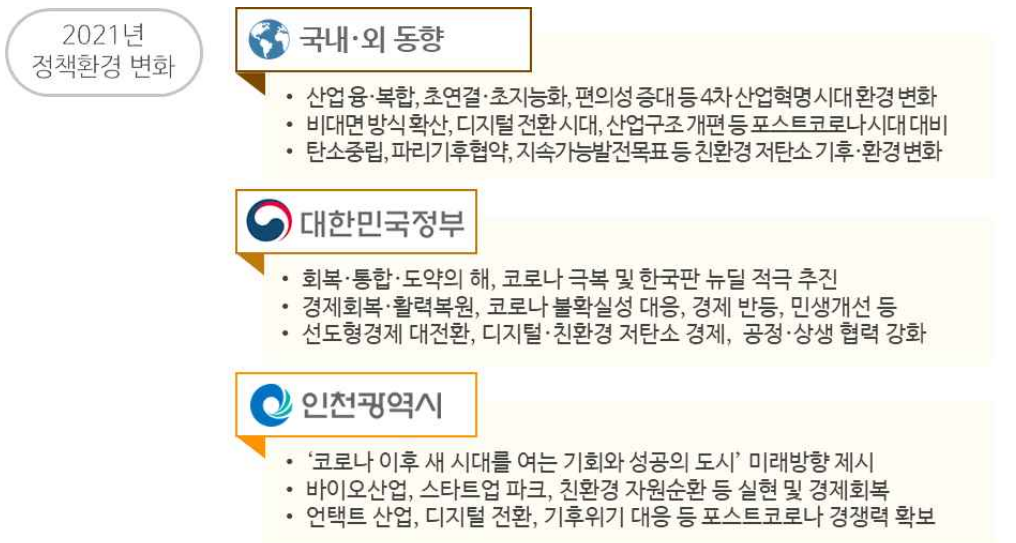 2021년
정책환경 변화
국내·외 동향
• 산업 융·복합, 초연결·초지능화, 편의성 증대 등 4차 산업혁명 시대 환경 변화
• 비대면 방식 확산, 디지털 전환 시대, 산업구조 개편 등 포스트코로나 시대 대비
• 탄소중립, 파리기후협약, 지속가능발전목표 등 친환경 저탄소 기후·환경 변화
대한민국정부
• 회복·통합·도약의 해, 코로나 극복 및 한국판 뉴딜 적극 추진
• 경제회복·활력복원, 코로나 불확실성 대응, 경제 반등, 민생개선 등
• 선도형경제 대전환, 디지털·친환경 저탄소 경제, 공정·상생 협력 강화
인천광역시
• ‘코로나 이후 새 시대를 여는 기회와 성공의 도시’ 미래방향 제시
• 바이오산업, 스타트업 파크, 친환경 자원순환 등 실현 및 경제회복
• 언택트 산업, 디지털 전환, 기후위기 대응 등 포스트코로나 경쟁력 확보